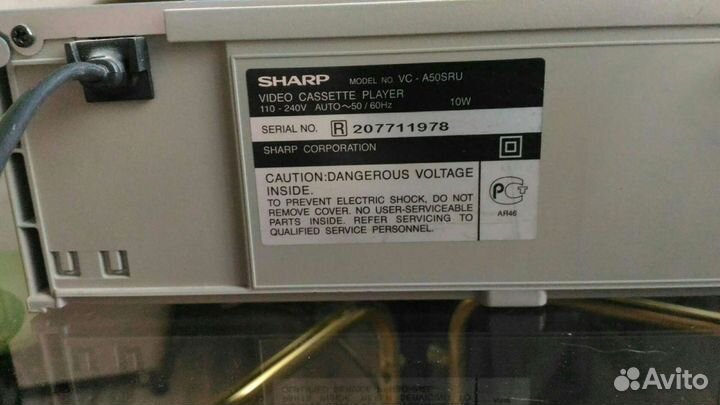 SHARP MODEL NO. VC - A50SRU
VIDEO CASSETTE PLAYER
110 - 240V AUTO～50 / 60Hz 10W
SERIAL NO. R 207711978
SHARP CORPORATION
CAUTION:DANGEROUS VOLTAGE
INSIDE.
TO PREVENT ELECTRIC SHOCK, DO NOT
REMOVE COVER. NO USER-SERVICEABLE
PARTS INSIDE. REFER SERVICING TO
QUALIFIED SERVICE PERSONNEL.
РСТ
АЯ46
Avito